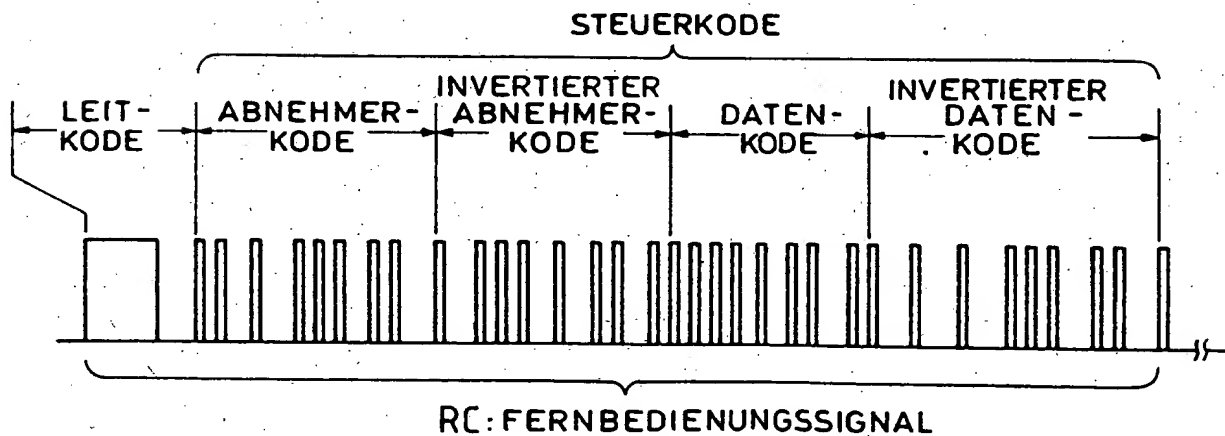 STEUERKODE
LEIT-
KODE
ABNEHMER-
KODE
INVERTIERTER
ABNEHMER-
KODE
DATEN-
KODE
INVERTIERTER
DATEN-
KODE
RC: FERNBEDIENUNGSSIGNAL